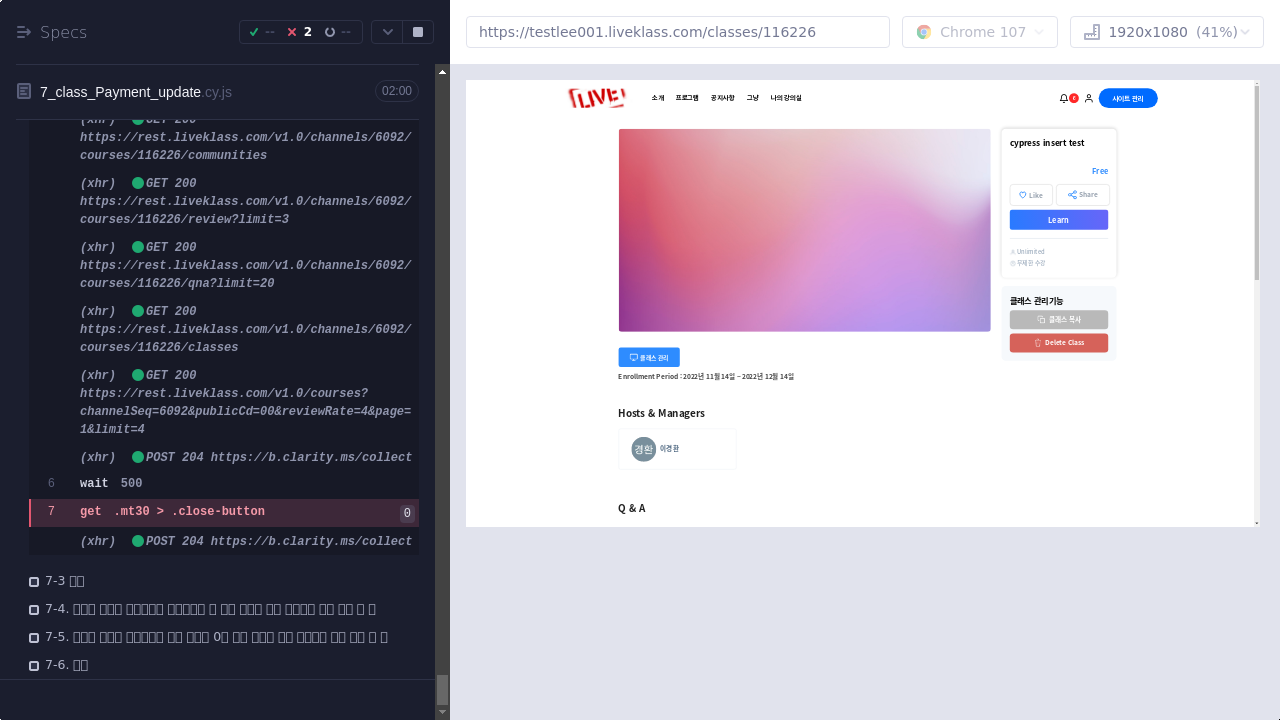 Specs
--
2
--
https://testlee001.liveklass.com/classes/116226
Chrome 107
1920x1080 (41%)
7_class_Payment_update.cy.js
02:00
(xhr) GET 200
https://rest.liveklass.com/v1.0/channels/6092/
courses/116226/communities
(xhr) GET 200
https://rest.liveklass.com/v1.0/channels/6092/
courses/116226/review?limit=3
(xhr) GET 200
https://rest.liveklass.com/v1.0/channels/6092/
courses/116226/qna?limit=20
(xhr) GET 200
https://rest.liveklass.com/v1.0/channels/6092/
courses/116226/classes
(xhr) GET 200
https://rest.liveklass.com/v1.0/courses?
channelSeq=6092&publicCd=00&reviewRate=4&page=
1&limit=4
(xhr) POST 204 https://b.clarity.ms/collect
6 wait 500
7 get .mt30 > .close-button 0
(xhr) POST 204 https://b.clarity.ms/collect
7-3
7-4.
7-5. 0
7-6.
LIVE!
소개 프로그램 공지사항 그냥 나의 강의실
6
사이트 관리
cypress insert test
Free
Like Share
Learn
Unlimited
무제한 수강
클래스 관리기능
클래스 복사
Delete Class
클래스 관리
Enrollment Period : 2022년 11월 14일 ~ 2022년 12월 14일
Hosts & Managers
경환 이경환
Q & A